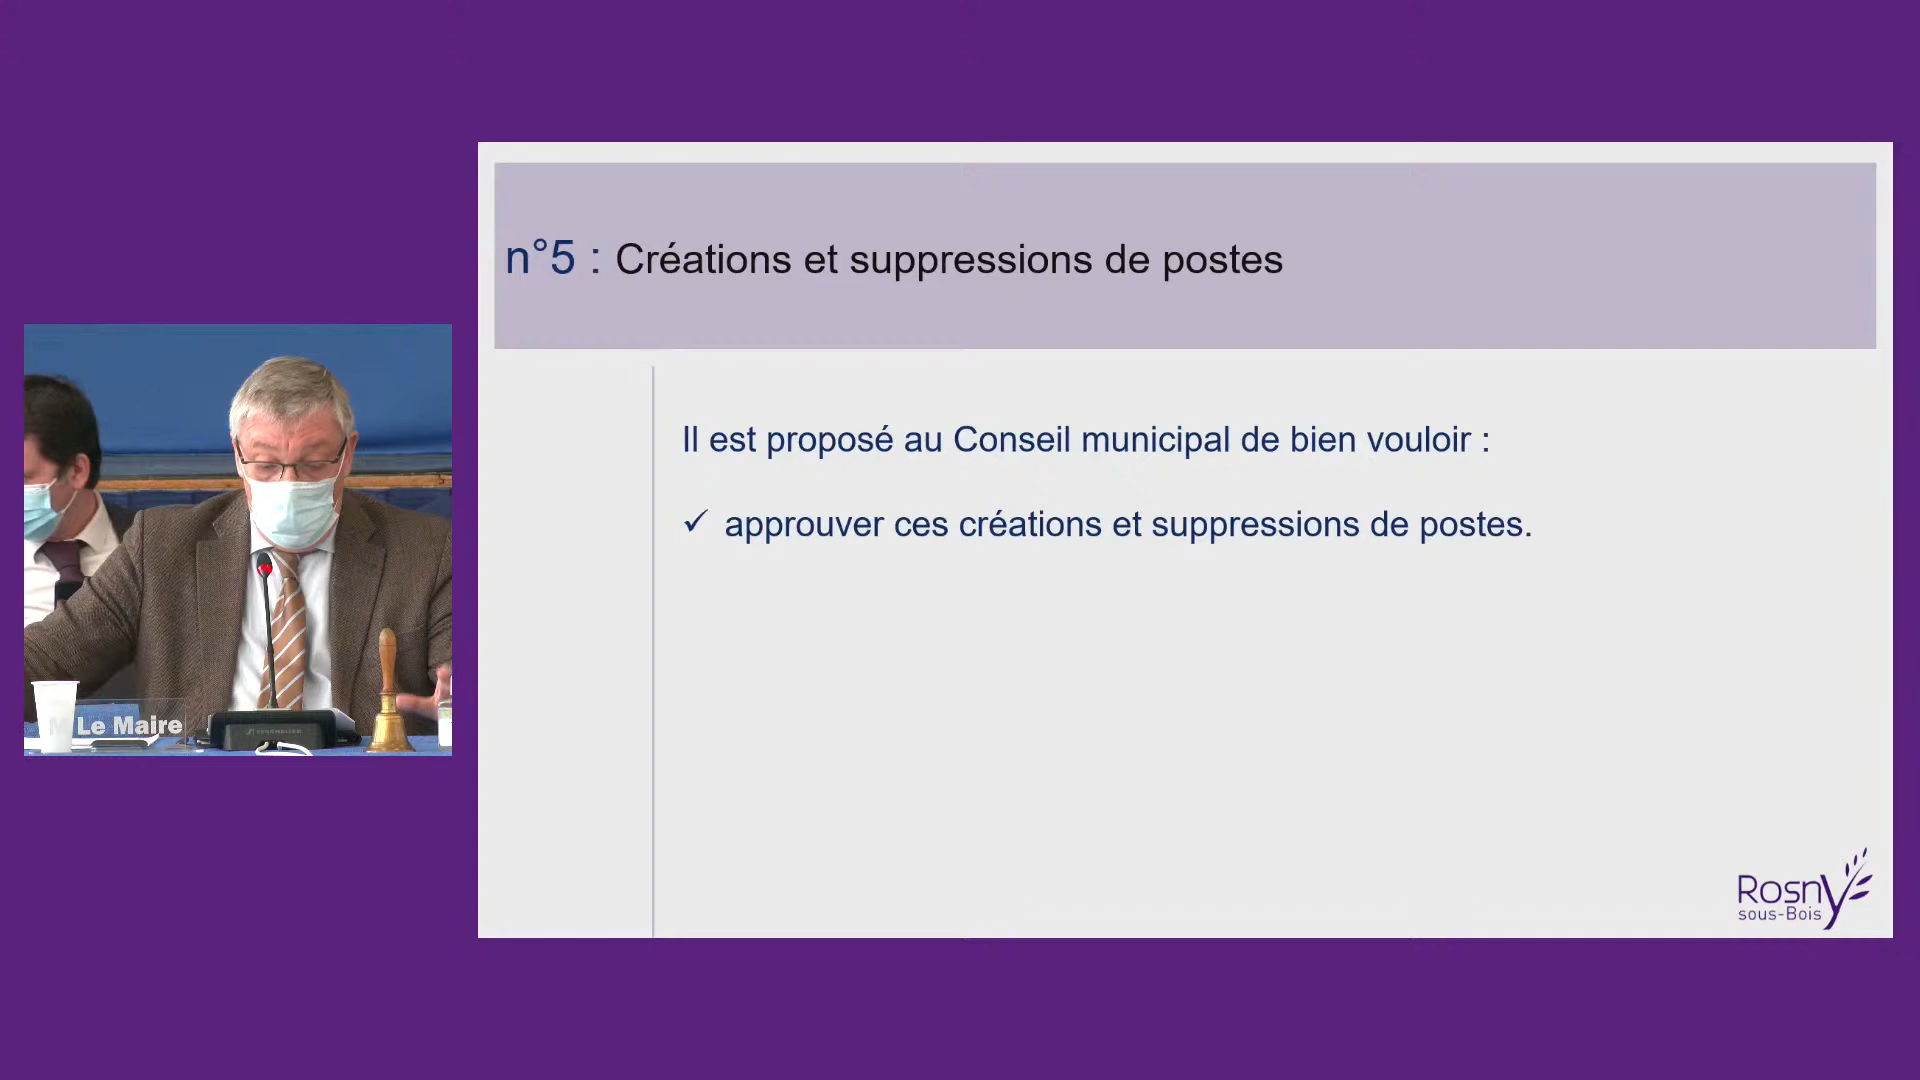 n°5 : Créations et suppressions de postes
Il est proposé au Conseil municipal de bien vouloir :
✓ approuver ces créations et suppressions de postes.
M Le Maire
Rosny
sous-Bois